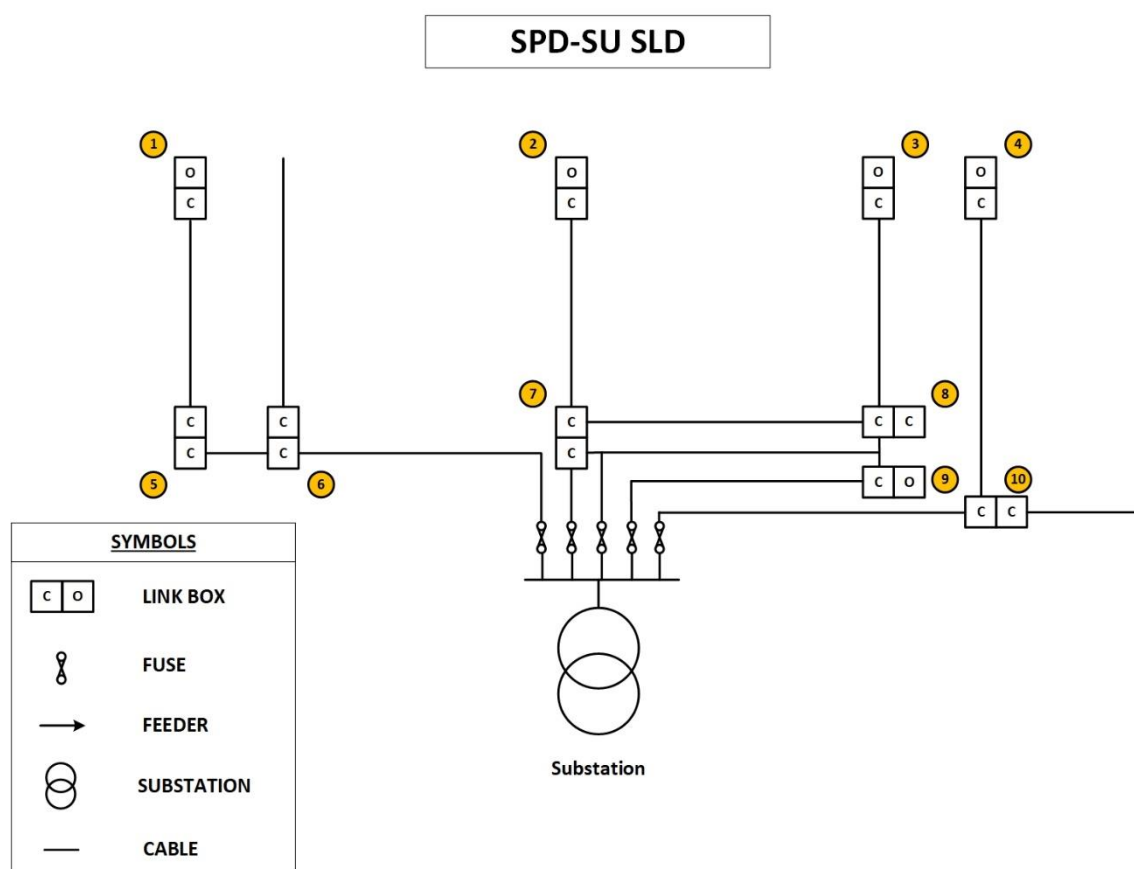 SPD-SU SLD
1
2
3
4
O
O
O
O
C
C
C
C
7
8
C
C
C
C C
C
C
C
5
6
9
10
C O
C C
SYMBOLS
C O
LINK BOX
FUSE
FEEDER
SUBSTATION
CABLE
Substation